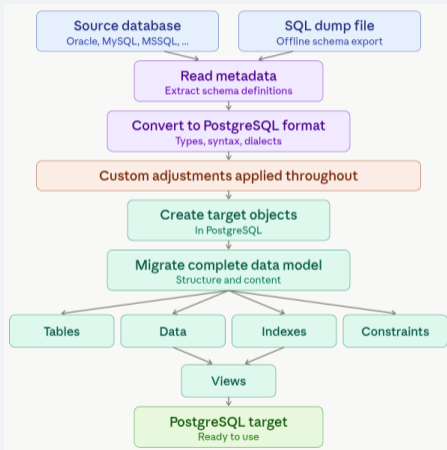 Source database
Oracle, MySQL, MSSQL, ...
SQL dump file
Offline schema export
Read metadata
Extract schema definitions
Convert to PostgreSQL format
Types, syntax, dialects
Custom adjustments applied throughout
Create target objects
In PostgreSQL
Migrate complete data model
Structure and content
Tables
Data
Indexes
Constraints
Views
PostgreSQL target
Ready to use